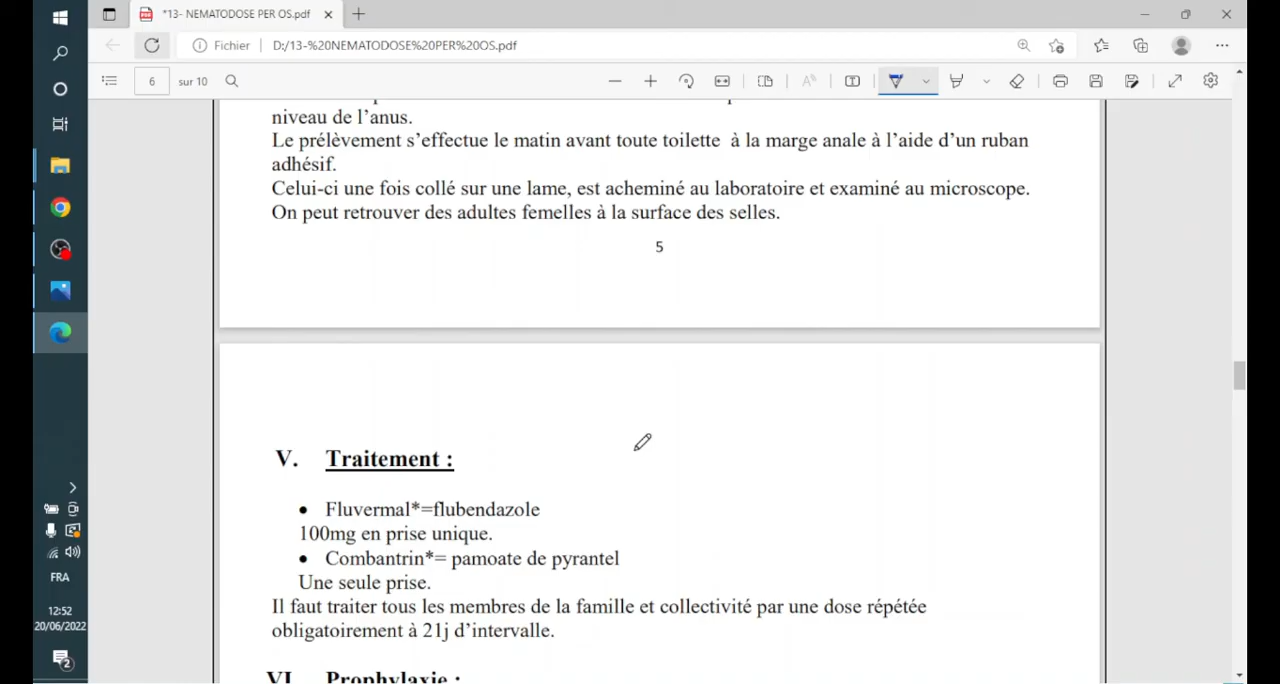 *13- NEMATODOSE PER OS.pdf
Fichier D:/13-%20NEMATODOSE%20PER%20OS.pdf
6 sur 10
niveau de l'anus.
Le prélèvement s'effectue le matin avant toute toilette à la marge anale à l'aide d'un ruban
adhésif.
Celui-ci une fois collé sur une lame, est acheminé au laboratoire et examiné au microscope.
On peut retrouver des adultes femelles à la surface des selles.
5
V. Traitement :
• Fluvermal*=flubendazole
100mg en prise unique.
• Combantrin*= pamoate de pyrantel
Une seule prise.
Il faut traiter tous les membres de la famille et collectivité par une dose répétée
obligatoirement à 21j d'intervalle.
VI. Prophylaxie :
FRA
12:52
20/06/2022
2